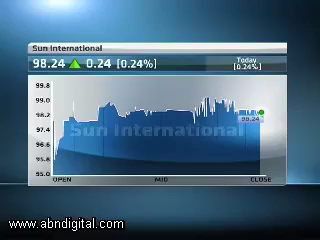 Sun International
98.24 0.24 [0.24%]
Today
[0.24%]
99.8
99.0
98.2
97.4
96.6
95.8
95.0
Sun International
98.24
OPEN MID CLOSE
www.abndigital.com